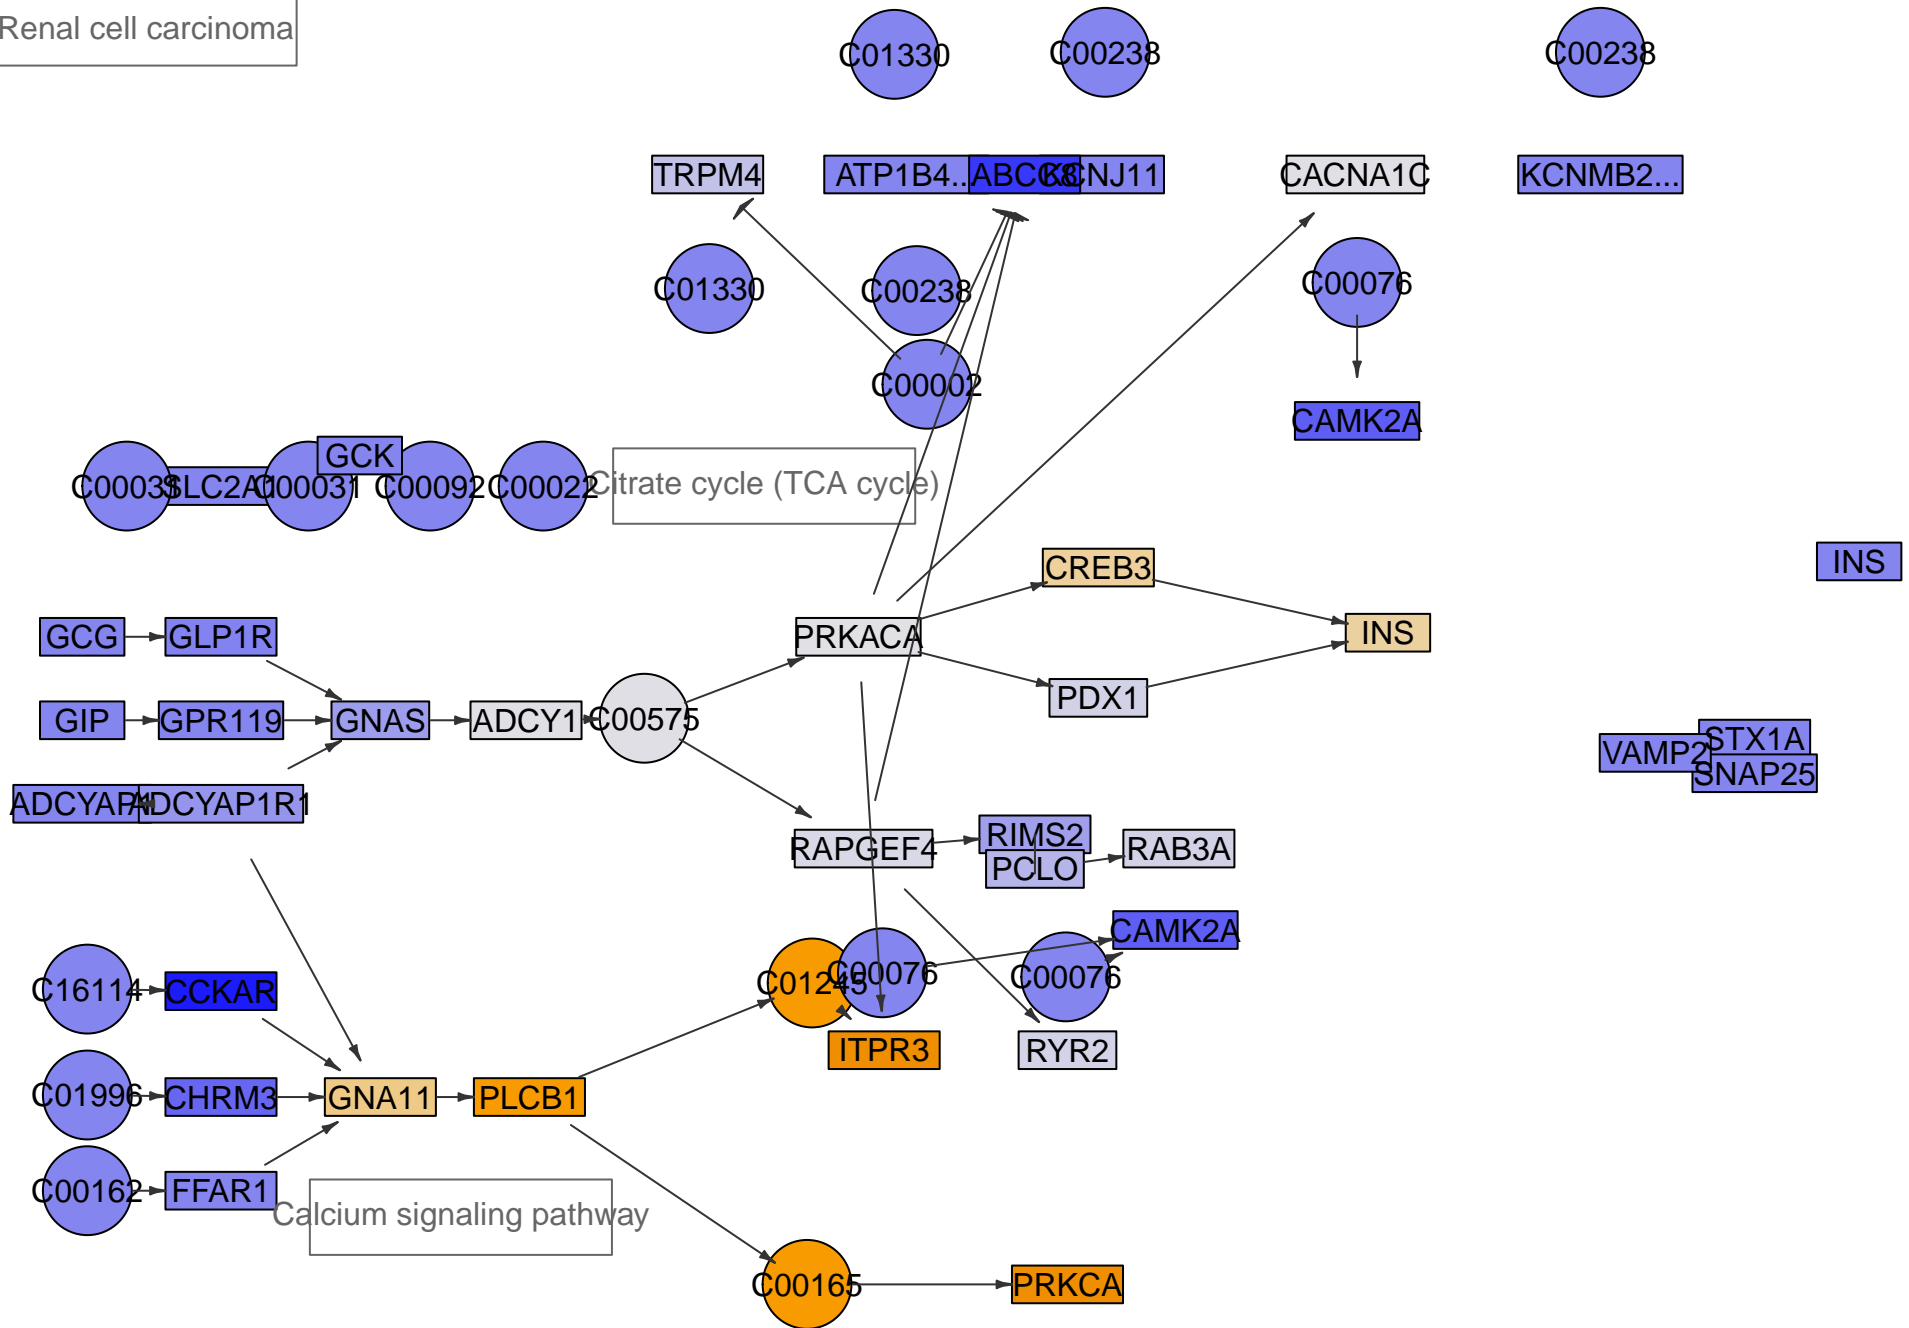 Renal cell carcinoma
C01330
C00238
C00238
TRPM4
ATP1B4...
ABCC8
KCNJ11
CACNA1C
KCNMB2...
C01330
C00238
C00076
C00002
CAMK2A
GCK
C00031
SLC2A1
C00031
C00092
C00022
Citrate cycle (TCA cycle)
CREB3
INS
GCG
GLP1R
PRKACA
INS
PDX1
GIP
GPR119
GNAS
ADCY1
C00575
STX1A
VAMP2
SNAP25
ADCYAP1
ADCYAP1R1
RIMS2
RAPGEF4
RAB3A
PCLO
CAMK2A
C16114
CCKAR
C01245
C00076
C00076
ITPR3
RYR2
C01996
CHRM3
GNA11
PLCB1
C00162
FFAR1
Calcium signaling pathway
C00165
PRKCA